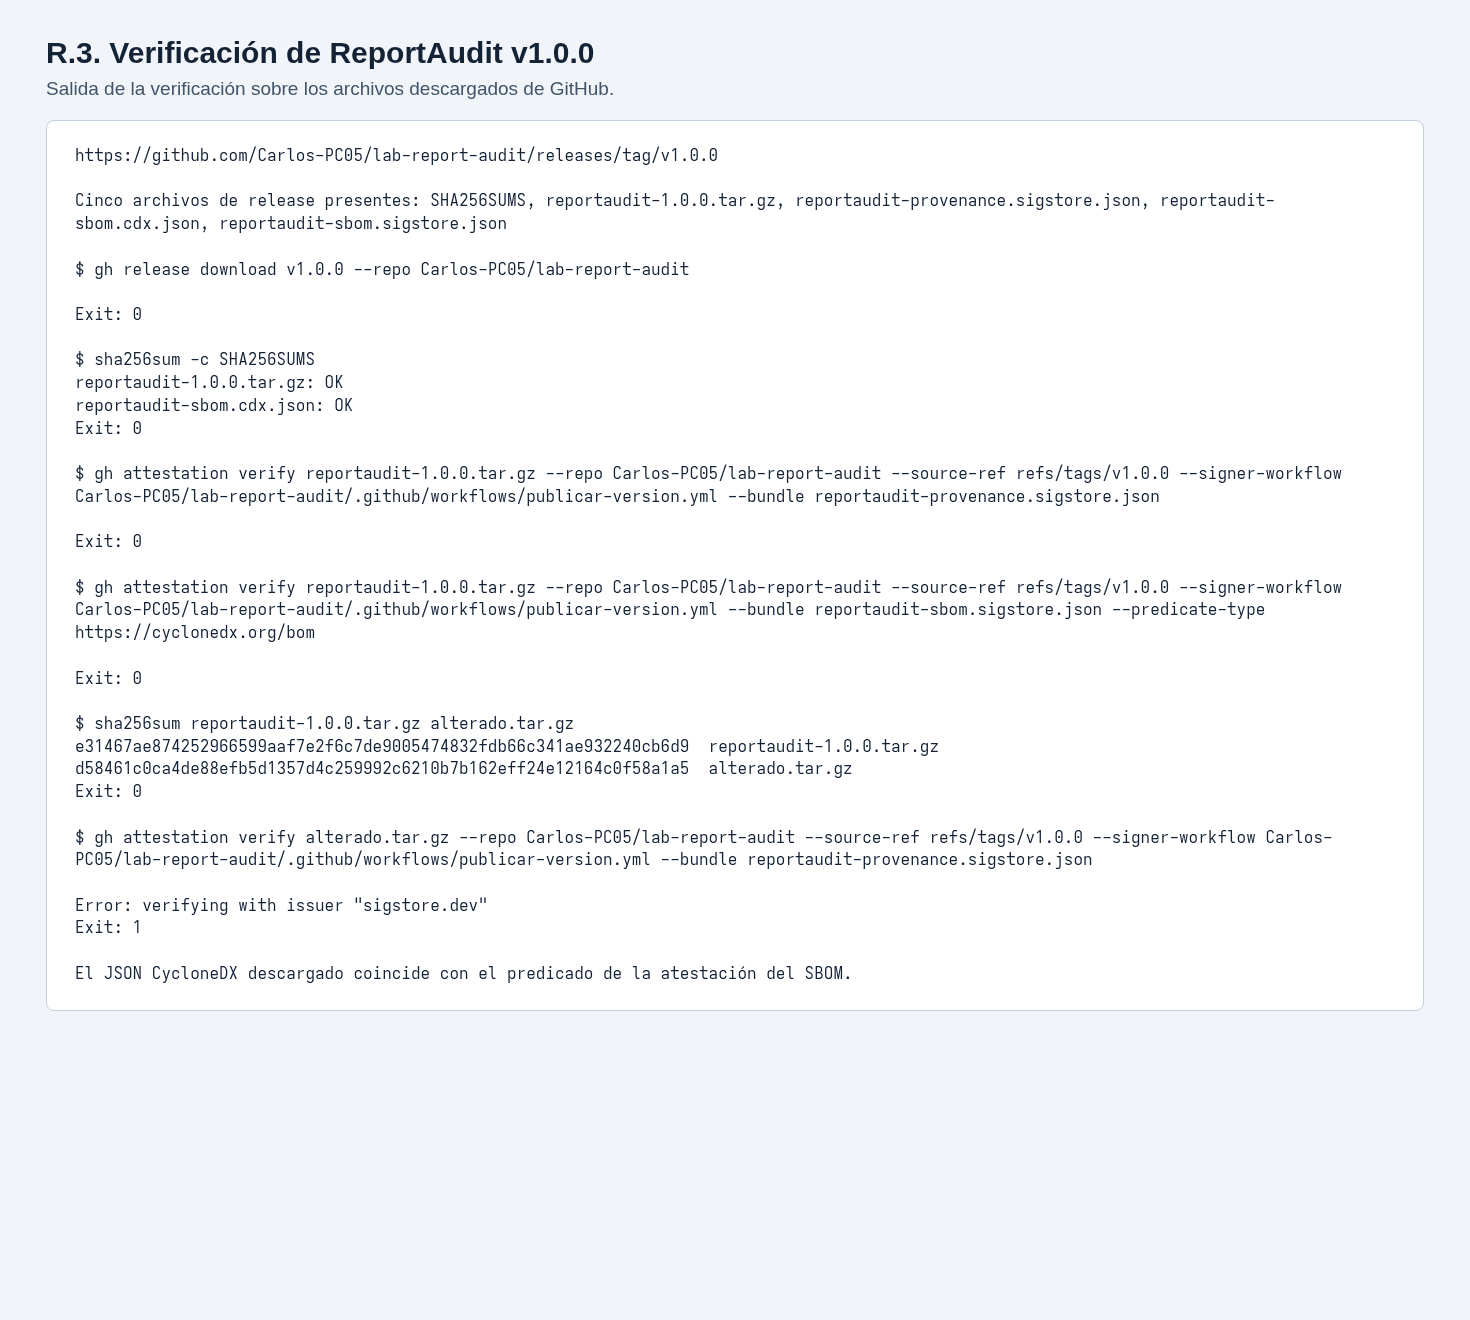 R.3. Verificación de ReportAudit v1.0.0
Salida de la verificación sobre los archivos descargados de GitHub.
https://github.com/Carlos-PC05/lab-report-audit/releases/tag/v1.0.0
Cinco archivos de release presentes: SHA256SUMS, reportaudit-1.0.0.tar.gz, reportaudit-provenance.sigstore.json, reportaudit-
sbom.cdx.json, reportaudit-sbom.sigstore.json
$ gh release download v1.0.0 --repo Carlos-PC05/lab-report-audit
Exit: 0
$ sha256sum -c SHA256SUMS
reportaudit-1.0.0.tar.gz: OK
reportaudit-sbom.cdx.json: OK
Exit: 0
$ gh attestation verify reportaudit-1.0.0.tar.gz --repo Carlos-PC05/lab-report-audit --source-ref refs/tags/v1.0.0 --signer-workflow
Carlos-PC05/lab-report-audit/.github/workflows/publicar-version.yml --bundle reportaudit-provenance.sigstore.json
Exit: 0
$ gh attestation verify reportaudit-1.0.0.tar.gz --repo Carlos-PC05/lab-report-audit --source-ref refs/tags/v1.0.0 --signer-workflow
Carlos-PC05/lab-report-audit/.github/workflows/publicar-version.yml --bundle reportaudit-sbom.sigstore.json --predicate-type
https://cyclonedx.org/bom
Exit: 0
$ sha256sum reportaudit-1.0.0.tar.gz alterado.tar.gz
e31467ae874252966599aaf7e2f6c7de9005474832fdb66c341ae932240cb6d9  reportaudit-1.0.0.tar.gz
d58461c0ca4de88efb5d1357d4c259992c6210b7b162eff24e12164c0f58a1a5  alterado.tar.gz
Exit: 0
$ gh attestation verify alterado.tar.gz --repo Carlos-PC05/lab-report-audit --source-ref refs/tags/v1.0.0 --signer-workflow Carlos-
PC05/lab-report-audit/.github/workflows/publicar-version.yml --bundle reportaudit-provenance.sigstore.json
Error: verifying with issuer "sigstore.dev"
Exit: 1
El JSON CycloneDX descargado coincide con el predicado de la atestación del SBOM.